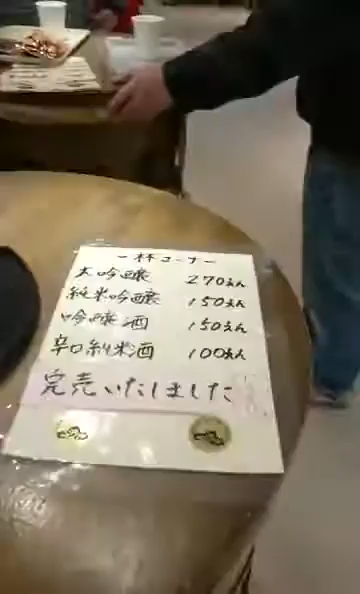 一杯コーナー
大吟醸 270えん
純米吟醸 150えん
吟醸酒 150えん
辛口純米酒 100えん
完売いたしました